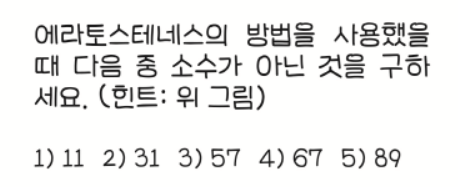 에라토스테네스의 방법을 사용했을
때 다음 중 소수가 아닌 것을 구하
세요. (힌트: 위 그림)
1) 11 2) 31 3) 57 4) 67 5) 89